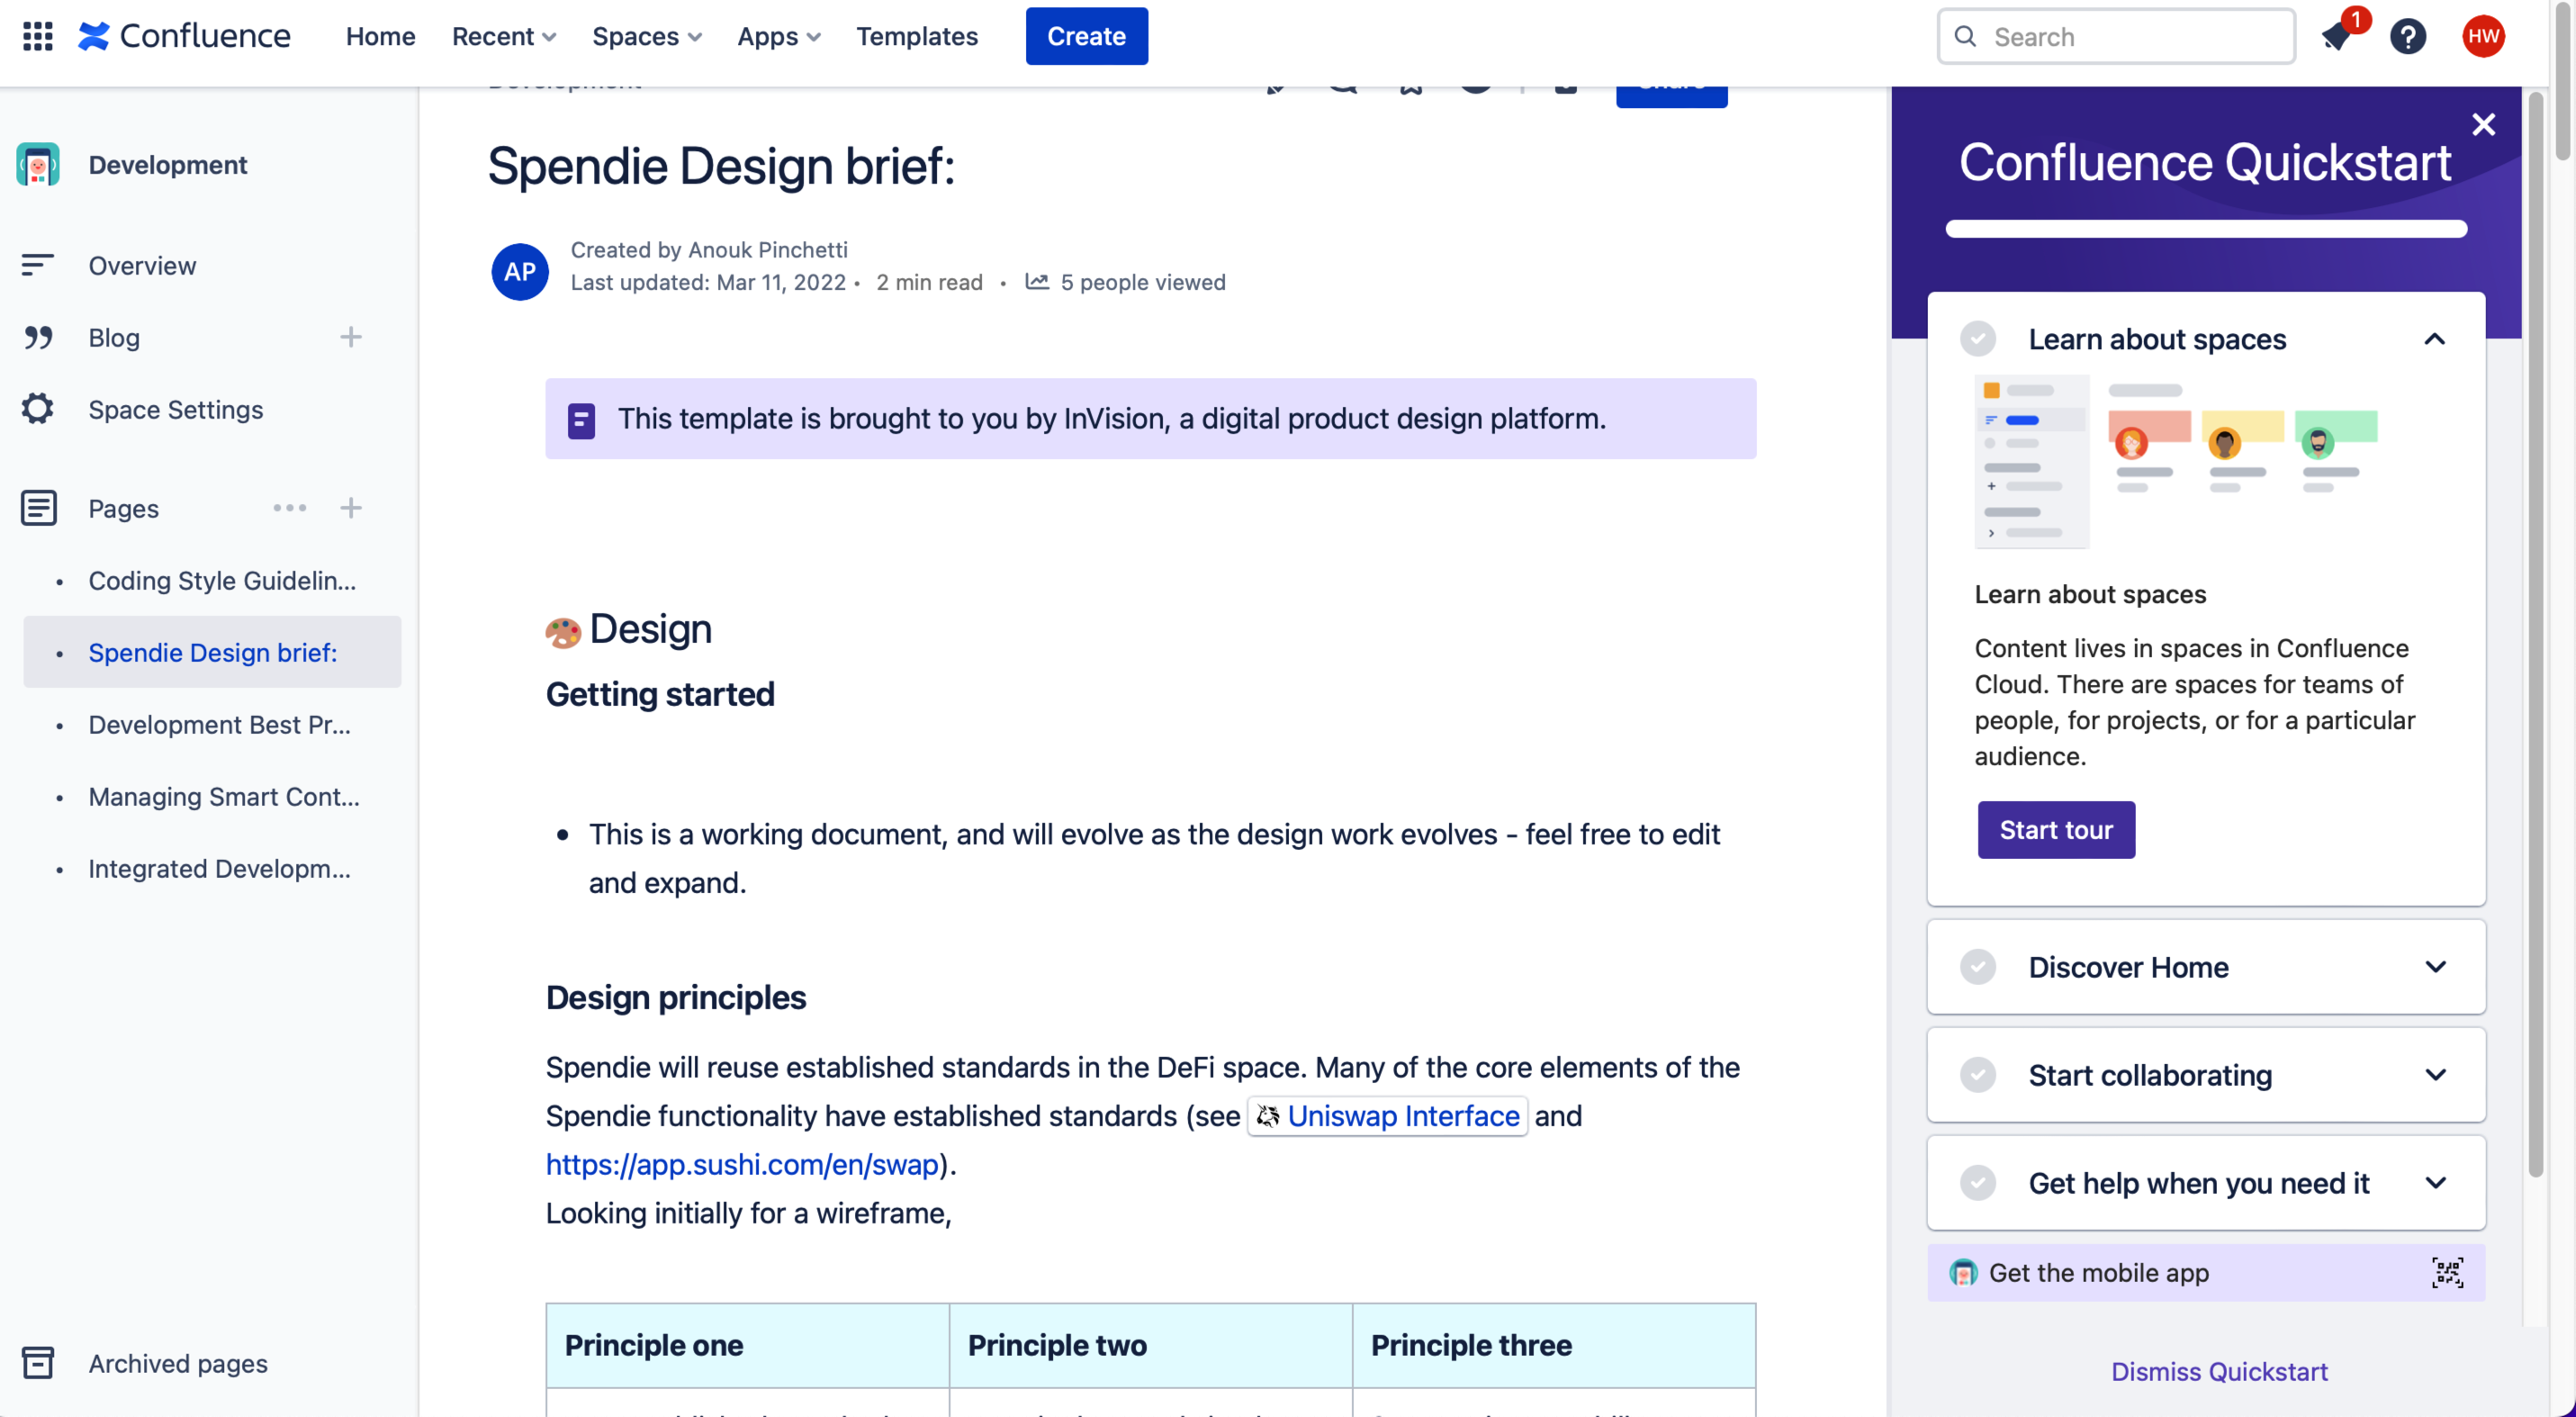 Confluence
Home
Recent
Spaces
Apps
Templates
Create
Search
1
HW
Development
Overview
Blog
Space Settings
Pages
Coding Style Guidelin...
Spendie Design brief:
Development Best Pr...
Managing Smart Cont...
Integrated Developm...
Archived pages
Spendie Design brief:
AP
Created by Anouk Pinchetti
Last updated: Mar 11, 2022 • 2 min read • 5 people viewed
This template is brought to you by InVision, a digital product design platform.
Design
Getting started
• This is a working document, and will evolve as the design work evolves - feel free to edit
and expand.
Design principles
Spendie will reuse established standards in the DeFi space. Many of the core elements of the
Spendie functionality have established standards (see Uniswap Interface and
https://app.sushi.com/en/swap).
Looking initially for a wireframe,
Principle one
Principle two
Principle three
Confluence Quickstart
Learn about spaces
Learn about spaces
Content lives in spaces in Confluence
Cloud. There are spaces for teams of
people, for projects, or for a particular
audience.
Start tour
Discover Home
Start collaborating
Get help when you need it
Get the mobile app
Dismiss Quickstart